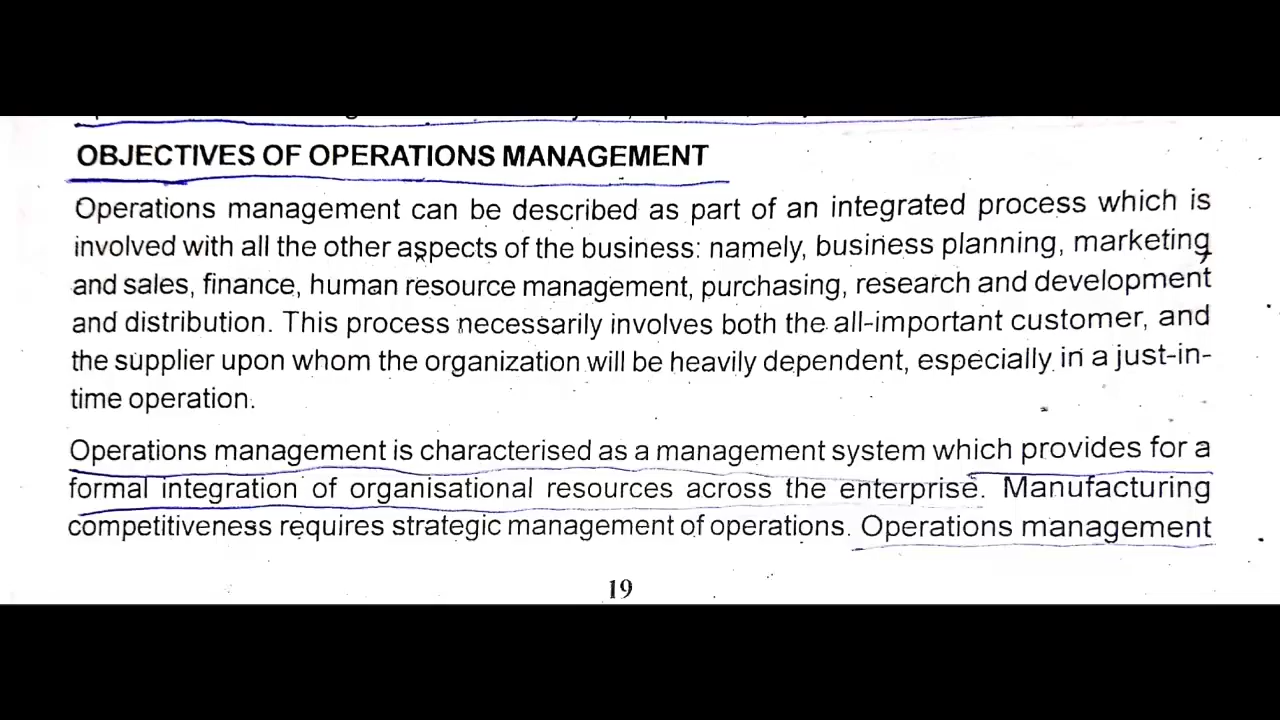 OBJECTIVES OF OPERATIONS MANAGEMENT
Operations management can be described as part of an integrated process which is
involved with all the other aspects of the business: namely, business planning, marketing
and sales, finance, human resource management, purchasing, research and development
and distribution. This process necessarily involves both the all-important customer, and
the supplier upon whom the organization will be heavily dependent, especially in a just-in-
time operation.
Operations management is characterised as a management system which provides for a
formal integration of organisational resources across the enterprise. Manufacturing
competitiveness requires strategic management of operations. Operations management
19